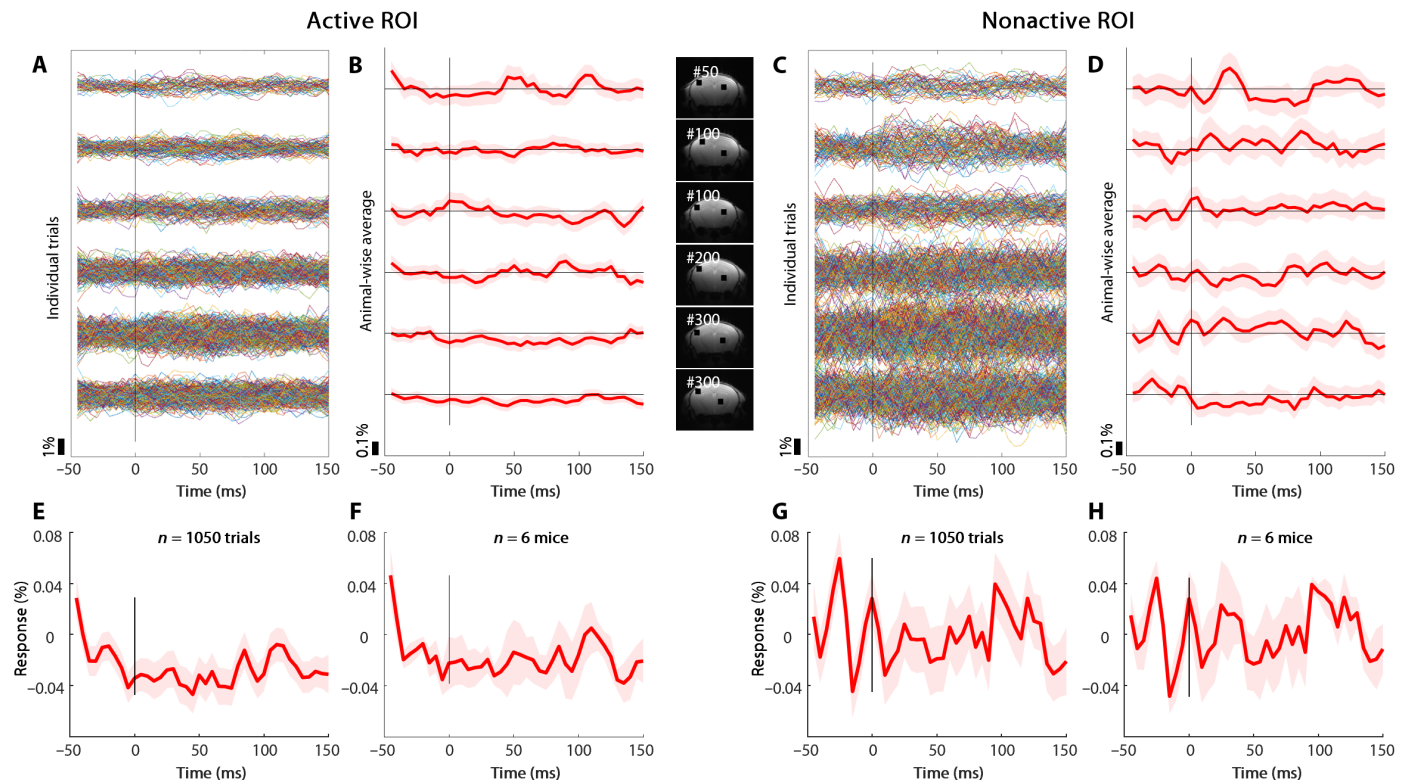 Active ROI
Nonactive ROI
A
Individual trials
1%
−50 0 50 100 150
Time (ms)
B
Animal-wise average
0.1%
−50 0 50 100 150
Time (ms)
#50
#100
#100
#200
#300
#300
C
Individual trials
1%
−50 0 50 100 150
Time (ms)
D
Animal-wise average
0.1%
−50 0 50 100 150
Time (ms)
E
n = 1050 trials
Response (%)
0.08
0.04
0
−0.04
−50 0 50 100 150
Time (ms)
F
n = 6 mice
0.08
0.04
0
−0.04
−50 0 50 100 150
Time (ms)
G
n = 1050 trials
Response (%)
0.08
0.04
0
−0.04
−50 0 50 100 150
Time (ms)
H
n = 6 mice
0.08
0.04
0
−0.04
−50 0 50 100 150
Time (ms)